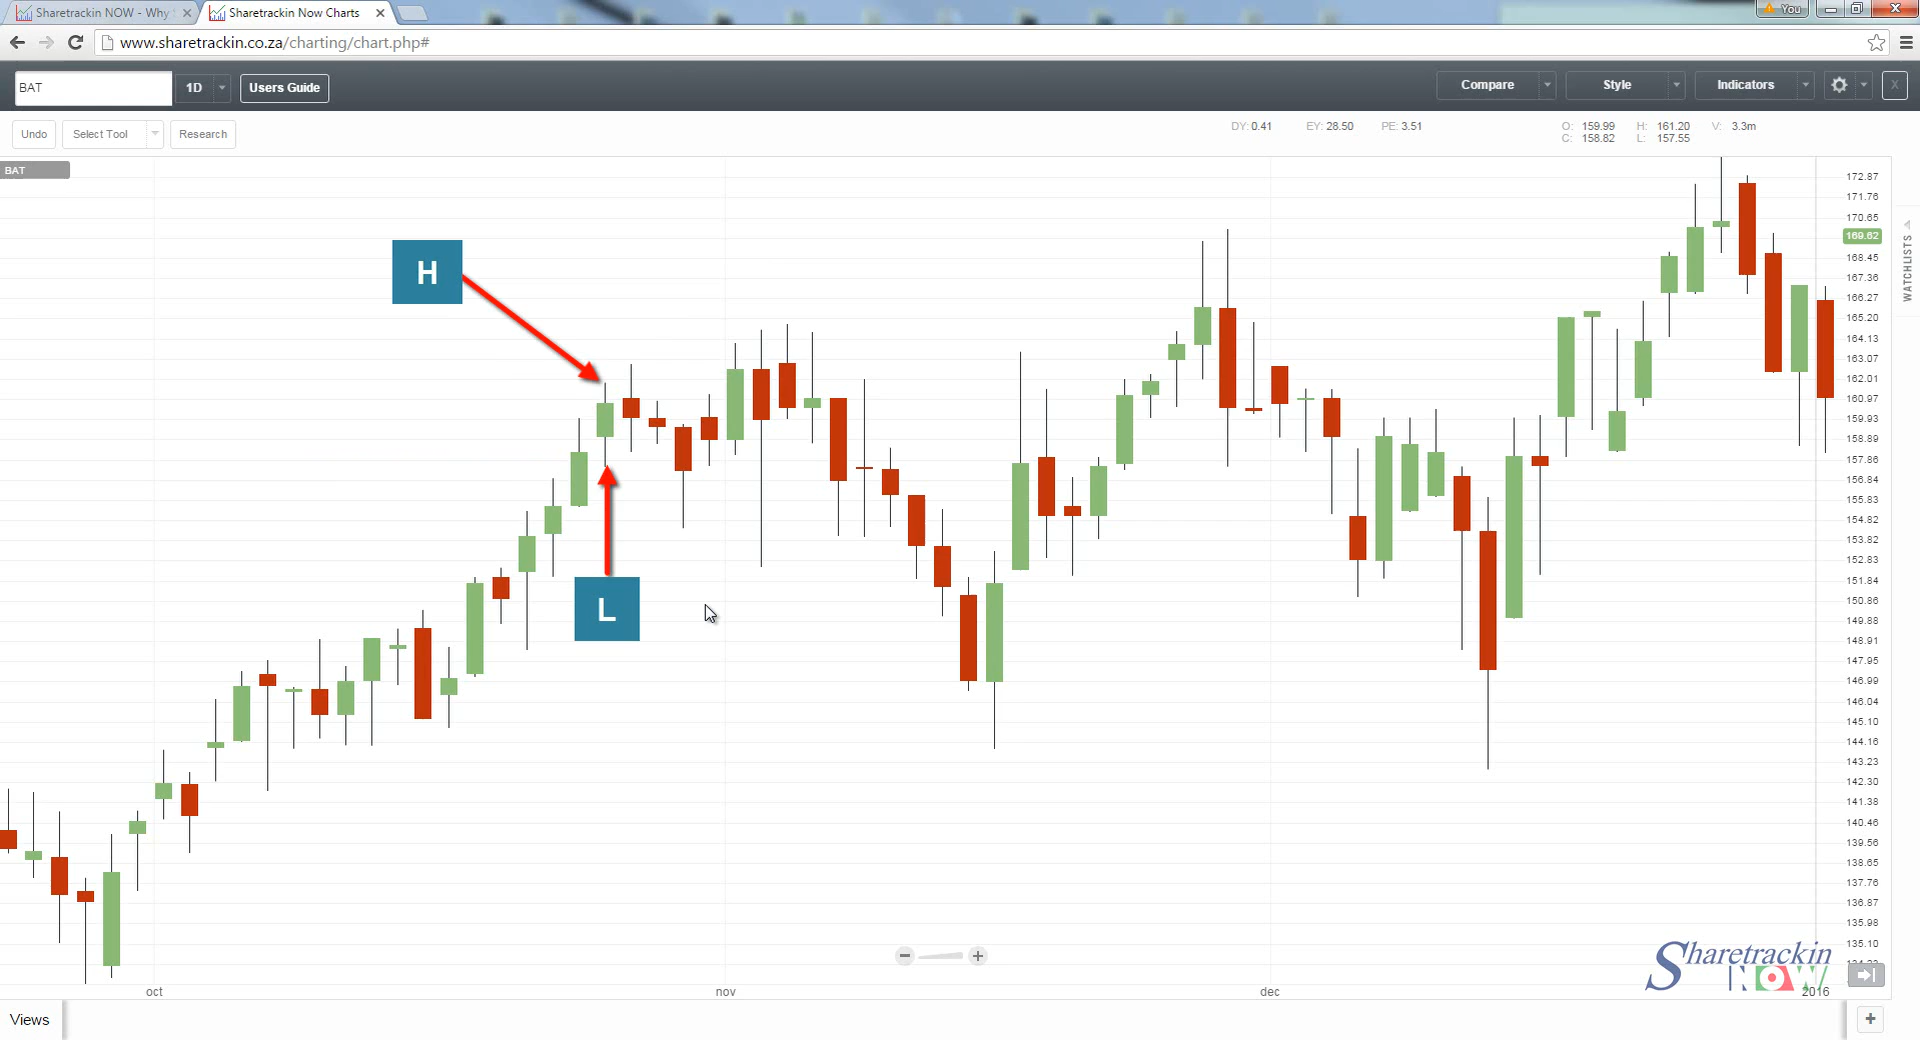 Sharetrackin NOW - Why
Sharetrackin Now Charts
You
www.sharetrackin.co.za/charting/chart.php#
BAT
1D
Users Guide
Compare
Style
Indicators
X
Undo
Select Tool
Research
DY: 0.41
EY: 28.50
PE: 3.51
O: 159.99 H: 161.20 V: 3.3m
C: 158.82 L: 157.55
BAT
H
L
172.87
171.76
170.65
169.62
168.45
167.36
166.27
165.20
164.13
163.07
162.01
160.97
159.93
158.89
157.86
156.84
155.83
154.82
153.82
152.83
151.84
150.86
149.88
148.91
147.95
146.99
146.04
145.10
144.16
143.23
142.30
141.38
140.46
139.56
138.65
137.76
136.87
135.98
135.10
WATCHLISTS
Sharetrackin
NOW
oct
nov
dec
2016
Views